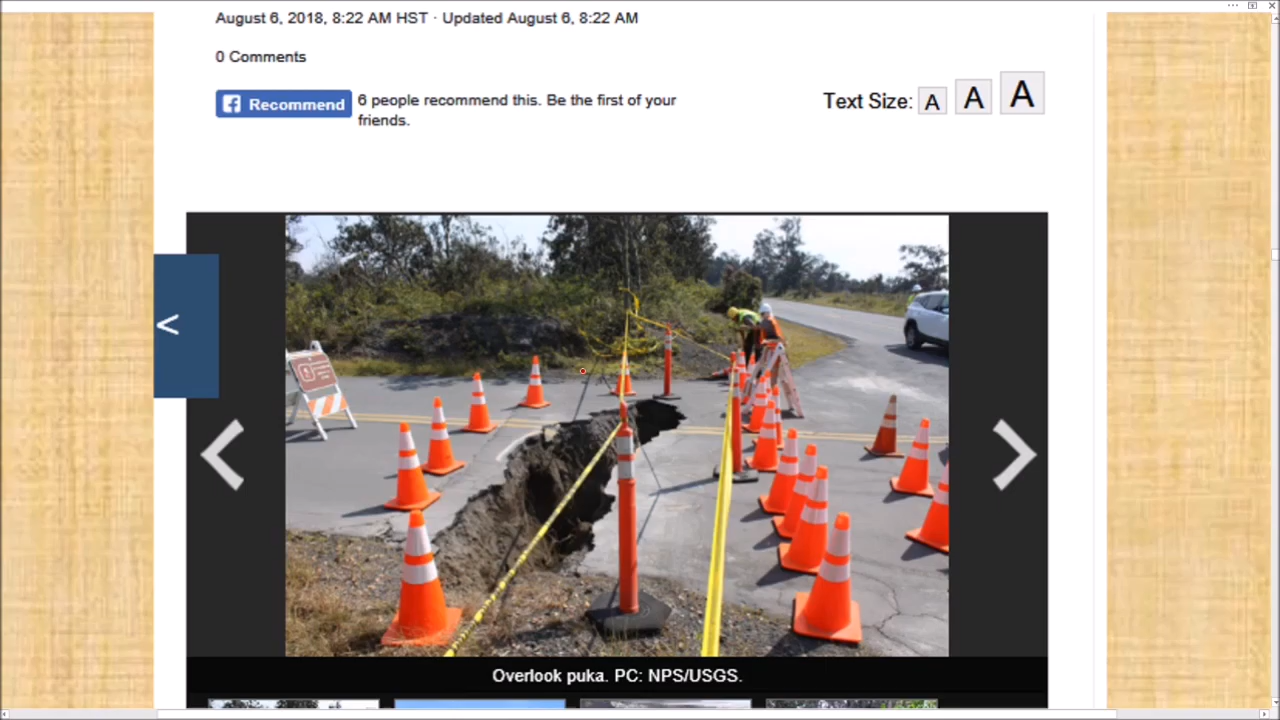 August 6, 2018, 8:22 AM HST · Updated August 6, 8:22 AM
0 Comments
Recommend
6 people recommend this. Be the first of your
friends.
Text Size: A A A
<
Overlook puka. PC: NPS/USGS.